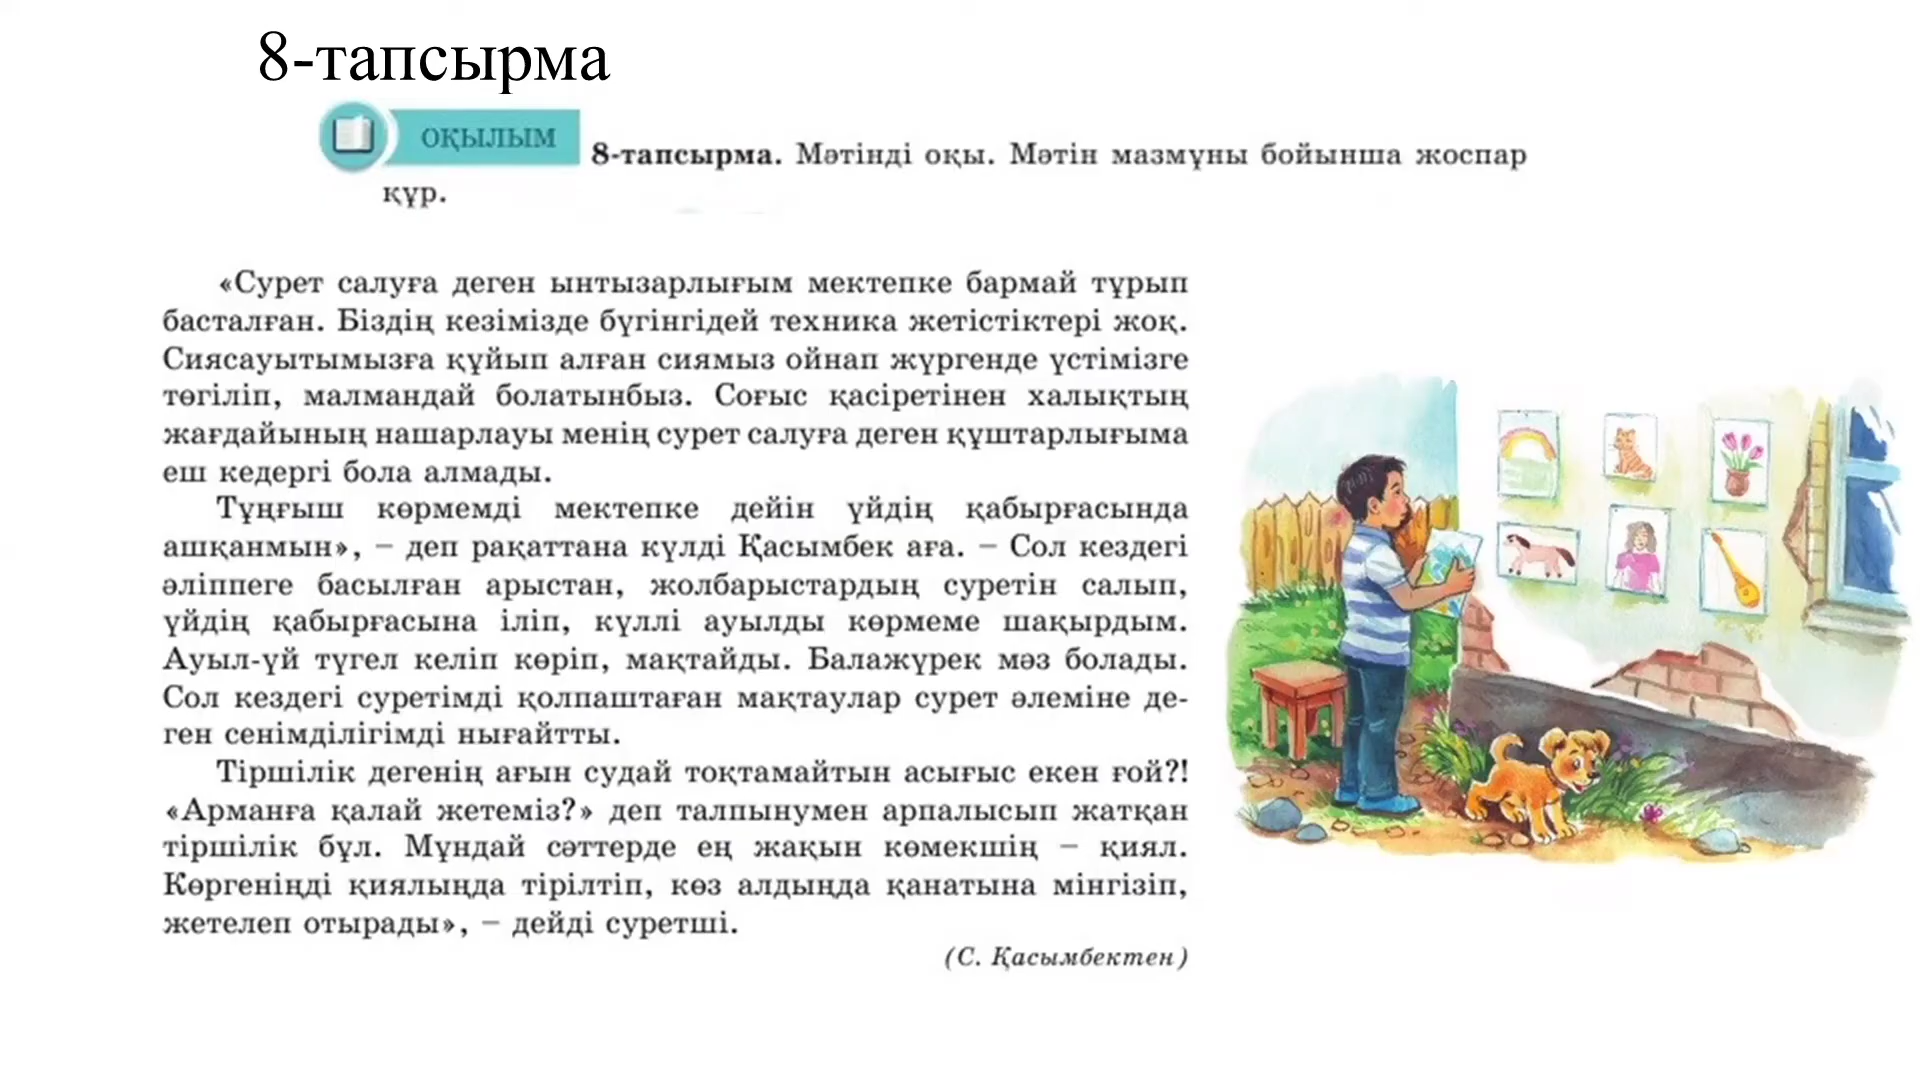 8-тапсырма
ОҚЫЛЫМ
8-тапсырма. Мәтінді оқы. Мәтін мазмұны бойынша жоспар
құр.
«Сурет салуға деген ынтызарлығым мектепке бармай тұрып
басталған. Біздің кезімізде бүгінгідей техника жетістіктері жоқ.
Сиясауытымызға құйып алған сиямыз ойнап жүргенде үстімізге
төгіліп, малмандай болатынбыз. Соғыс қасіретінен халықтың
жағдайының нашарлауы менің сурет салуға деген құштарлығыма
еш кедергі бола алмады.
Тұңғыш көрмемді мектепке дейін үйдің қабырғасында
ашқанмын», – деп рақаттана күлді Қасымбек аға. – Сол кездегі
әліппеге басылған арыстан, жолбарыстардың суретін салып,
үйдің қабырғасына іліп, күллі ауылды көрмеме шақырдым.
Ауыл-үй түгел келіп көріп, мақтайды. Балажүрек мәз болады.
Сол кездегі суретімді қолпаштаған мақтаулар сурет әлеміне де-
ген сенімділігімді нығайтты.
Тіршілік дегенің ағын судай тоқтамайтын асығыс екен ғой?!
«Арманға қалай жетеміз?» деп талпынумен арпалысып жатқан
тіршілік бұл. Мұндай сәттерде ең жақын көмекшің – қиял.
Көргеніңді қиялыңда тірілтіп, көз алдыңда қанатына мінгізіп,
жетелеп отырады», – дейді суретші.
(С. Қасымбектен)